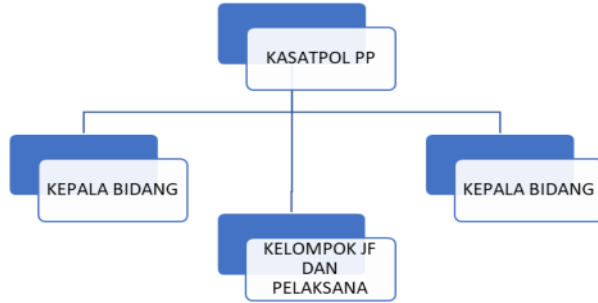 KASATPOL PP
KEPALA BIDANG
KEPALA BIDANG
KELOMPOK JF
DAN
PELAKSANA